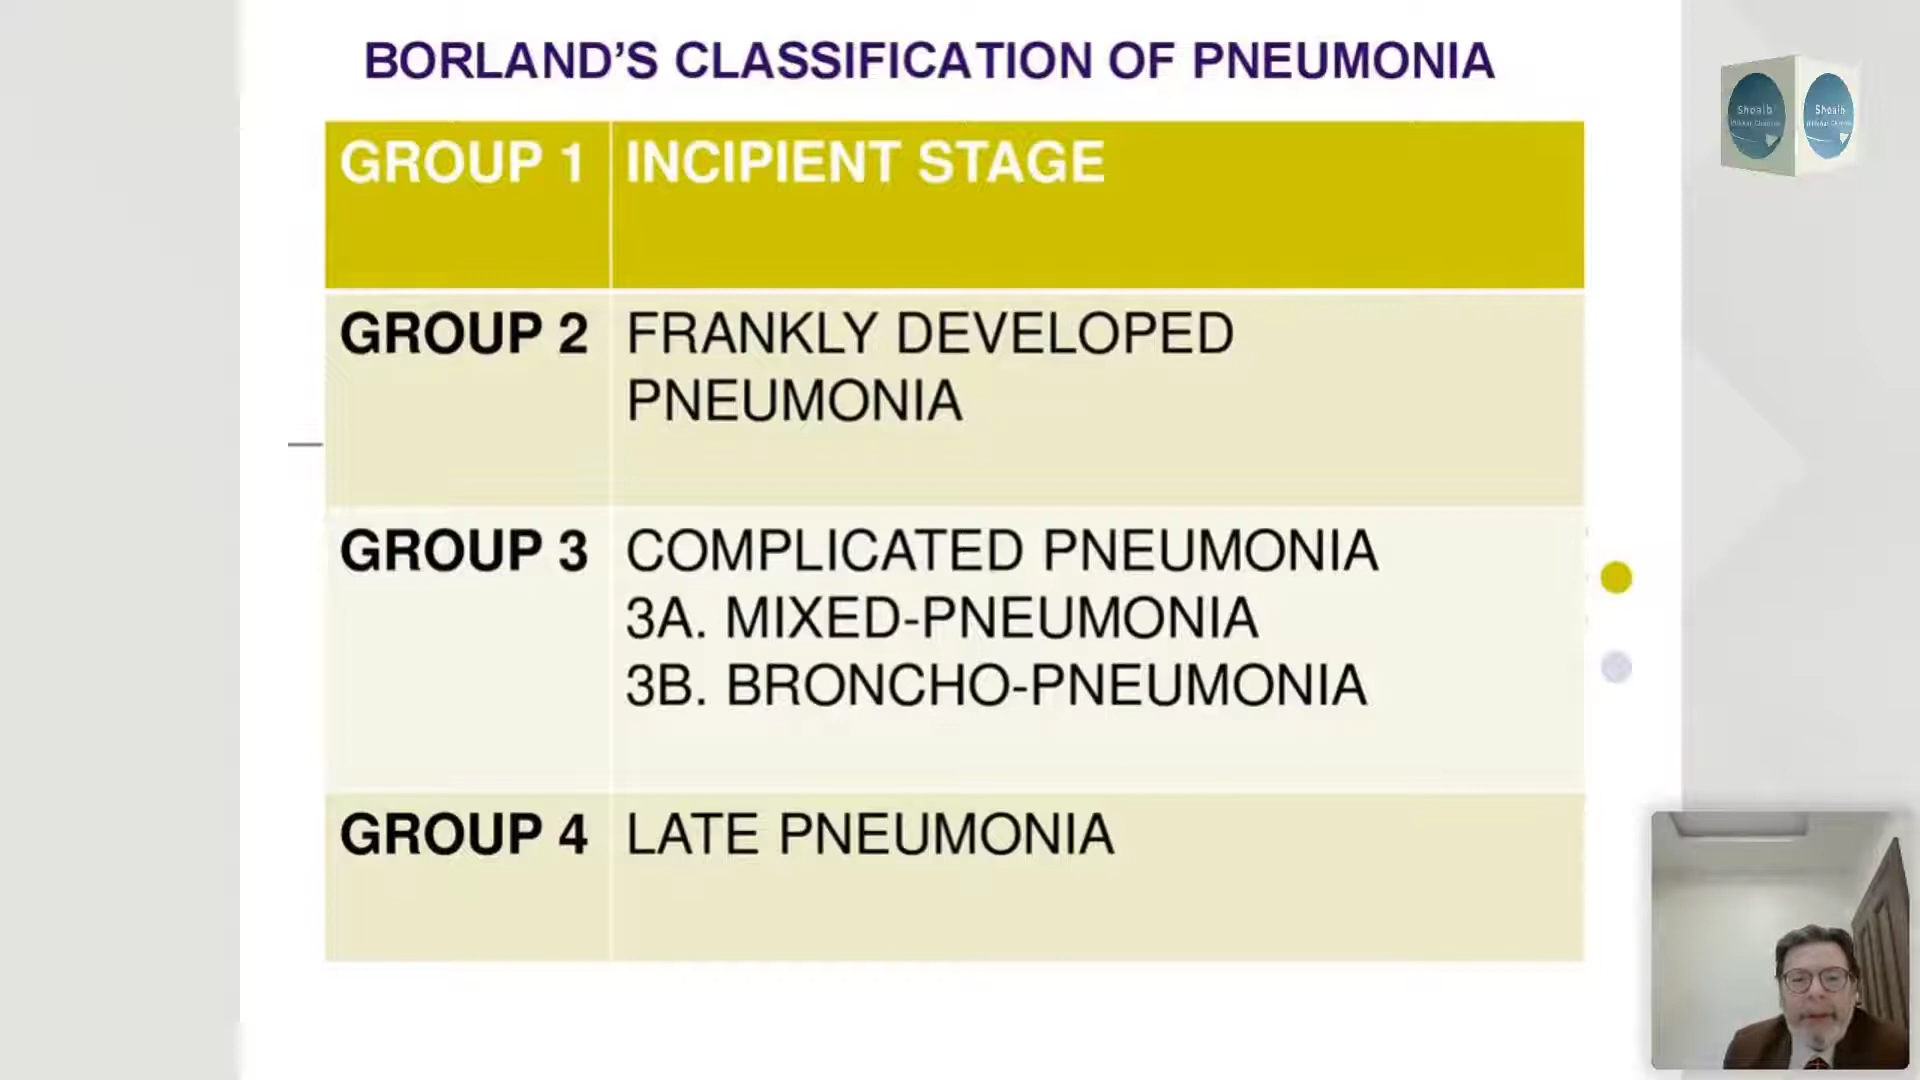 BORLAND'S CLASSIFICATION OF PNEUMONIA
GROUP 1 INCIPIENT STAGE
GROUP 2 FRANKLY DEVELOPED
PNEUMONIA
GROUP 3 COMPLICATED PNEUMONIA
3A. MIXED-PNEUMONIA
3B. BRONCHO-PNEUMONIA
GROUP 4 LATE PNEUMONIA
Shoaib
Shoaib